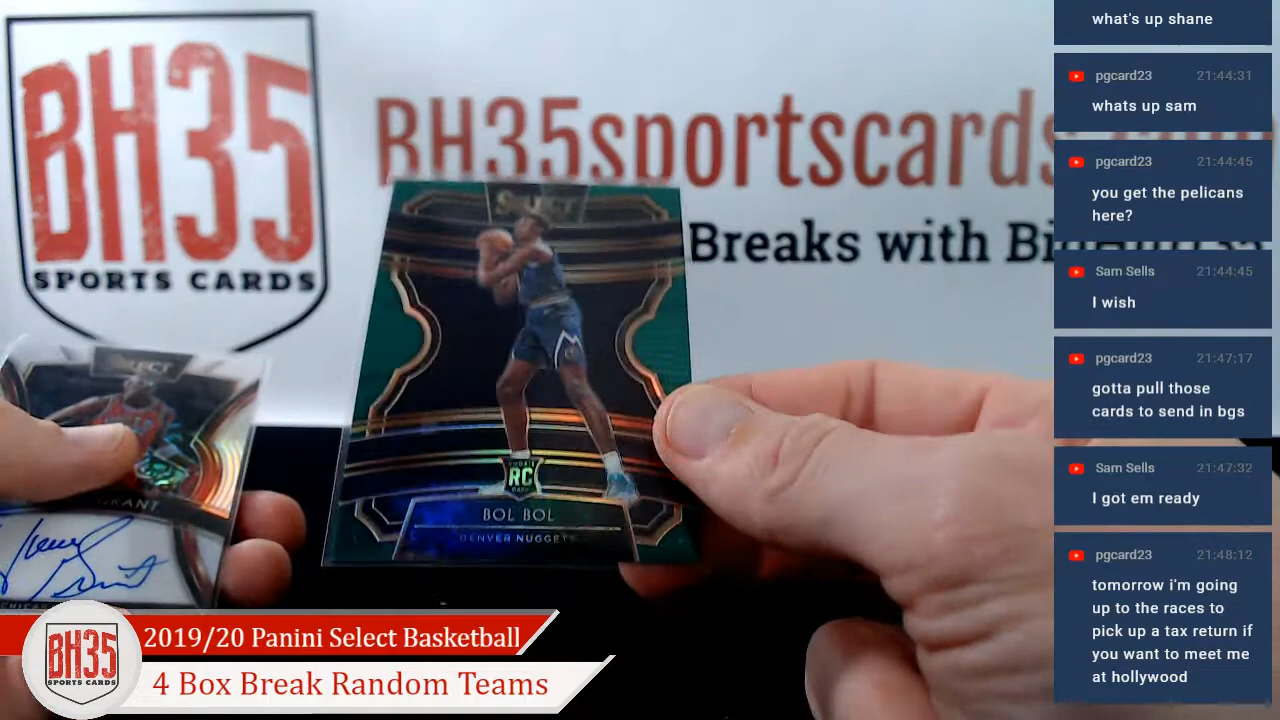 BH35
SPORTS CARDS
BH35sportscards
Breaks with
SELECT
ROOKIE
RC
CARD
BOL BOL
DENVER NUGGETS
SELECT
RANT
BH35
SPORTS CARDS
2019/20 Panini Select Basketball
4 Box Break Random Teams
what's up shane
pgcard23 21:44:31
whats up sam
pgcard23 21:44:45
you get the pelicans
here?
Sam Sells 21:44:45
I wish
pgcard23 21:47:17
gotta pull those
cards to send in bgs
Sam Sells 21:47:32
I got em ready
pgcard23 21:48:12
tomorrow i'm going
up to the races to
pick up a tax return if
you want to meet me
at hollywood